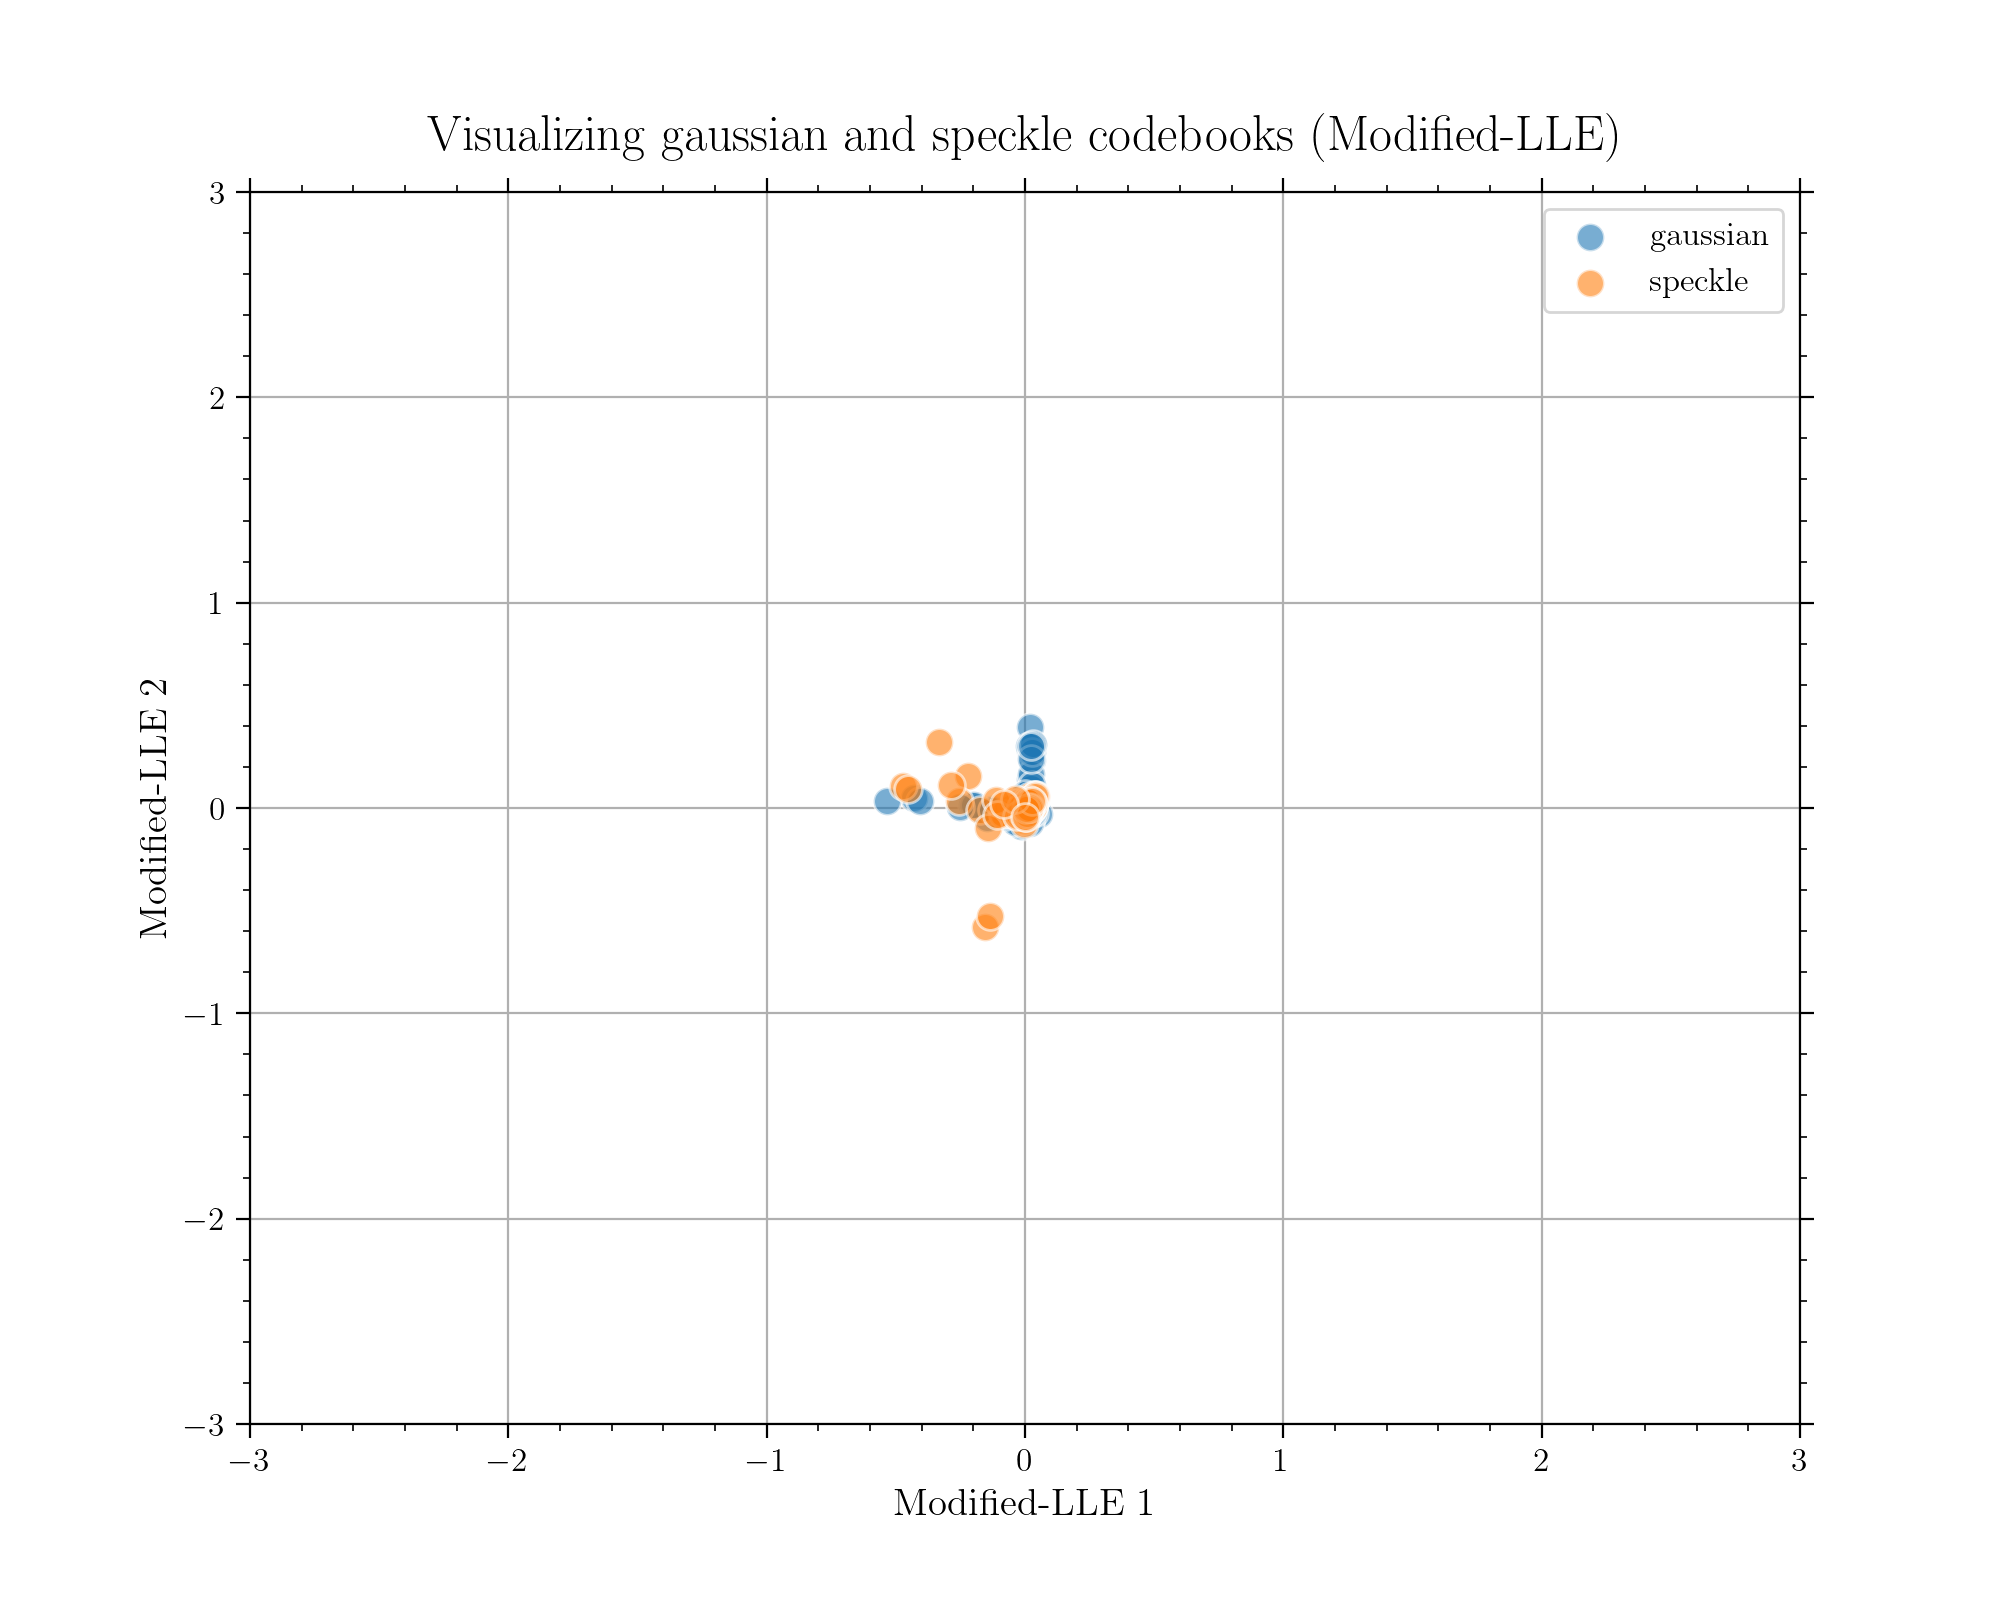 Visualizing gaussian and speckle codebooks (Modified-LLE)
gaussian
speckle
3
2
1
0
−1
−2
−3
Modified-LLE 2
−3
−2
−1
0
1
2
3
Modified-LLE 1